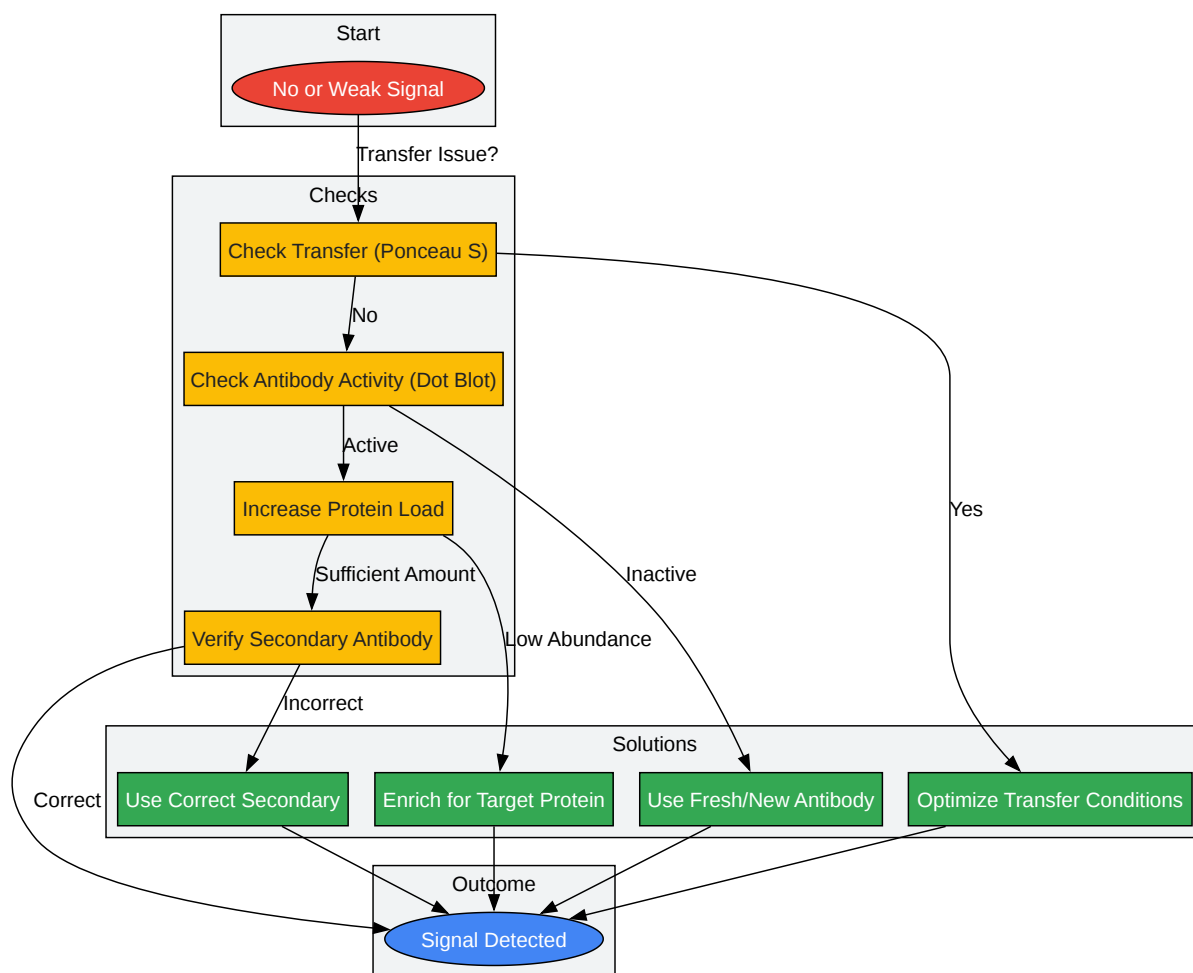 Start
No or Weak Signal
Transfer Issue?
Checks
Check Transfer (Ponceau S)
No
Check Antibody Activity (Dot Blot)
Active
Increase Protein Load
Yes
Sufficient Amount
Inactive
Verify Secondary Antibody
Low Abundance
Incorrect
Solutions
Correct
Use Correct Secondary
Enrich for Target Protein
Use Fresh/New Antibody
Optimize Transfer Conditions
Outcome
Signal Detected